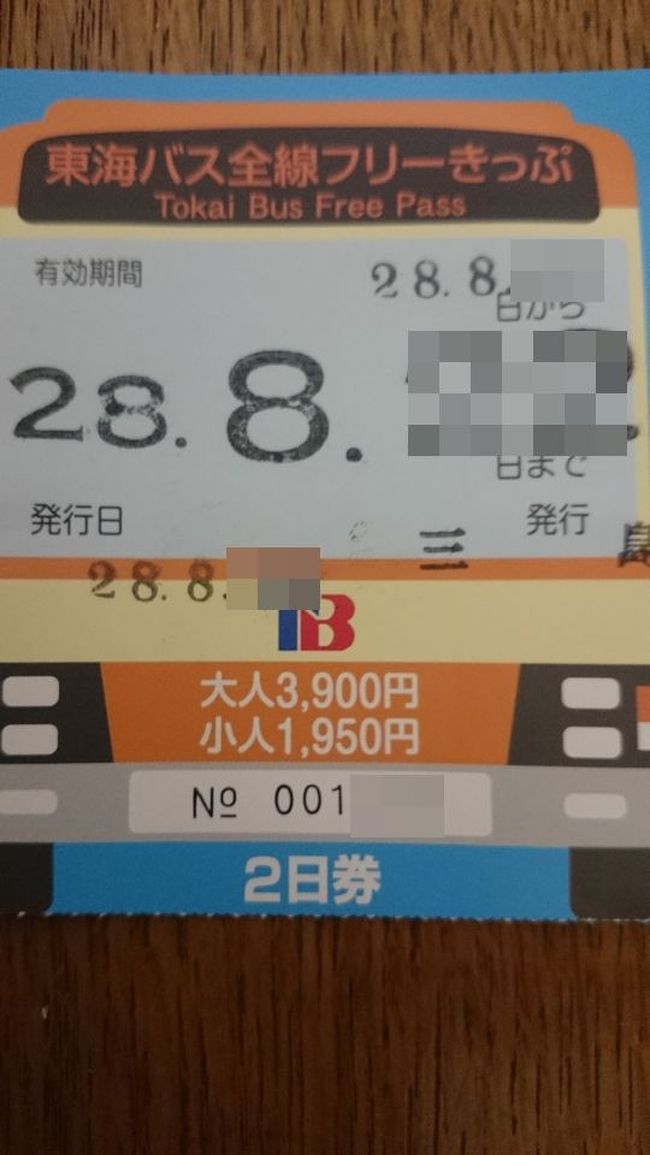 東海バス全線フリーきっぷ
Tokai Bus Free Pass
有効期間
28.8.
日から
28.8.
日まで
発行日
発行
三島
28.8.
TB
大人3,900円
小人1,950円
№ 001
2日券